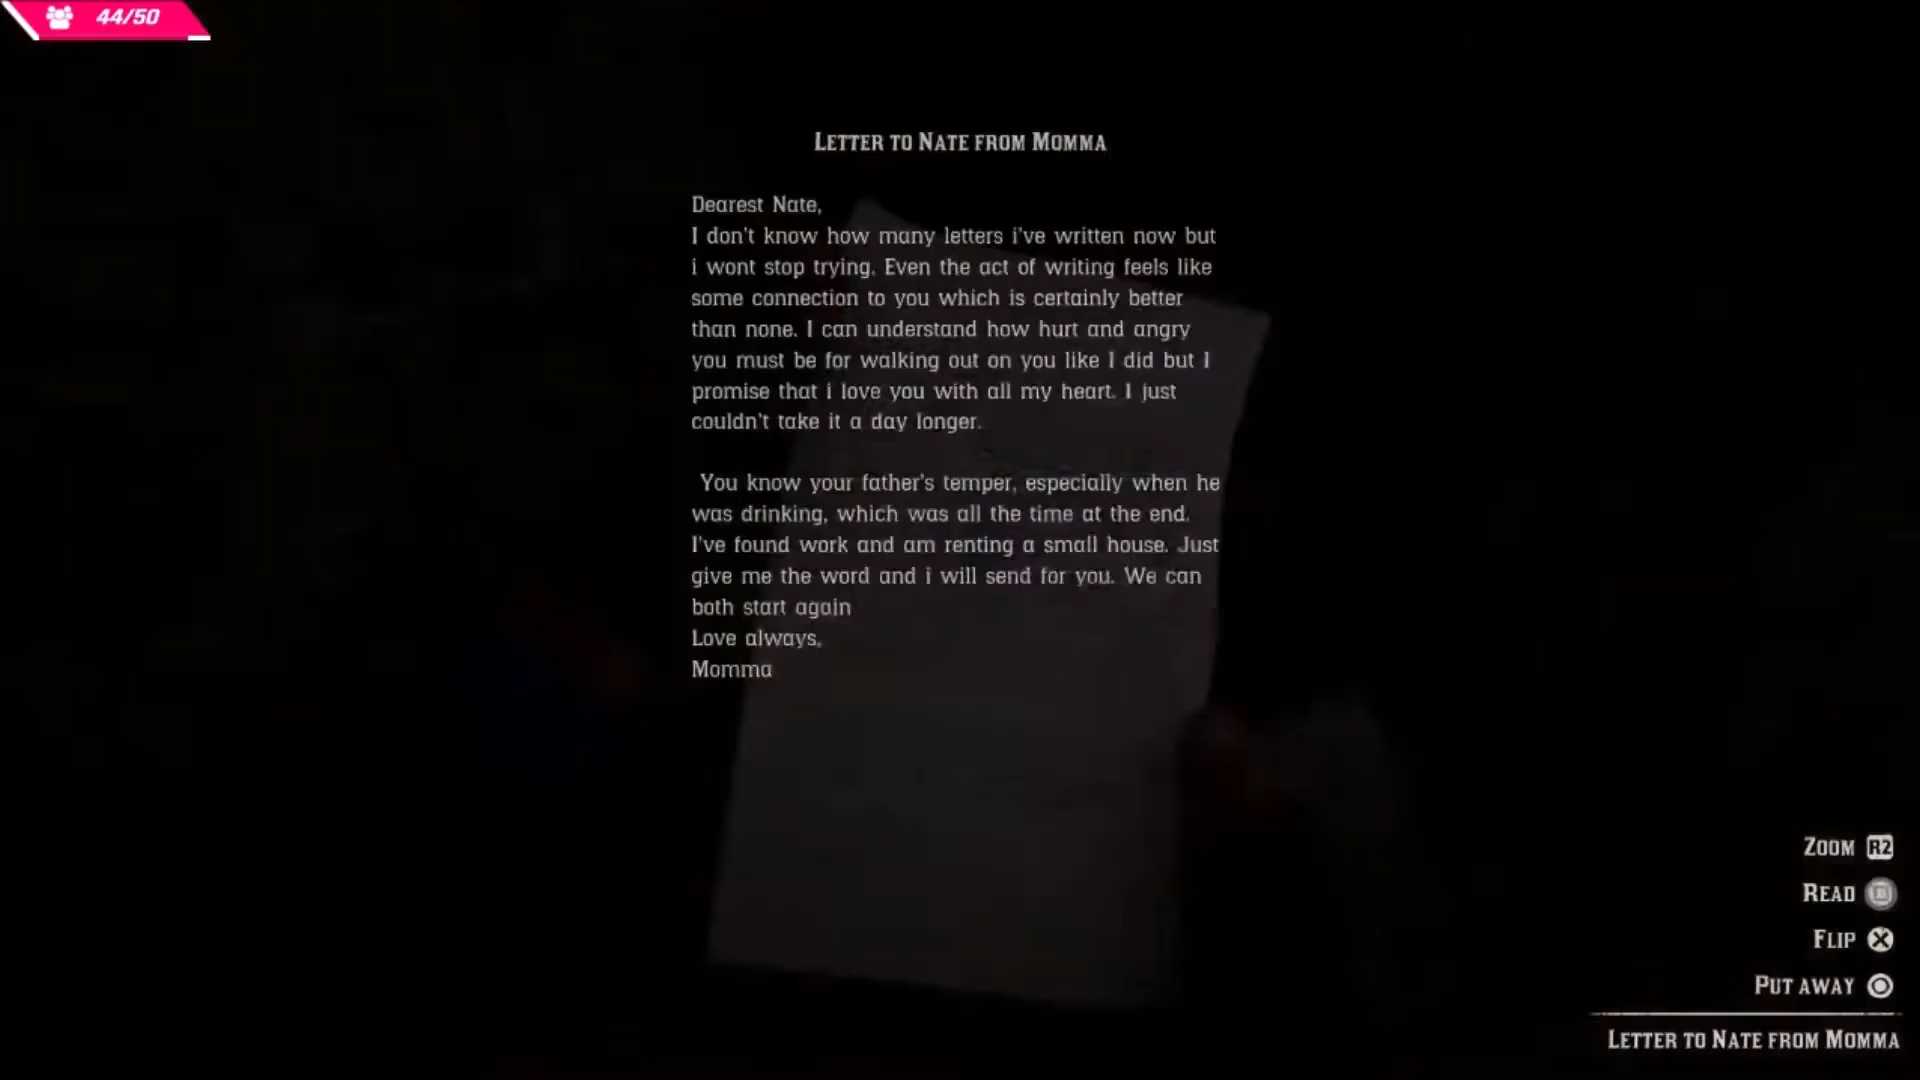 44/50
LETTER TO NATE FROM MOMMA
Dearest Nate,
I don't know how many letters i've written now but
i wont stop trying. Even the act of writing feels like
some connection to you which is certainly better
than none. I can understand how hurt and angry
you must be for walking out on you like I did but I
promise that i love you with all my heart. I just
couldn't take it a day longer.
You know your father's temper, especially when he
was drinking, which was all the time at the end.
I've found work and am renting a small house. Just
give me the word and i will send for you. We can
both start again
Love always,
Momma
ZOOM R2
READ
FLIP
PUT AWAY
LETTER TO NATE FROM MOMMA